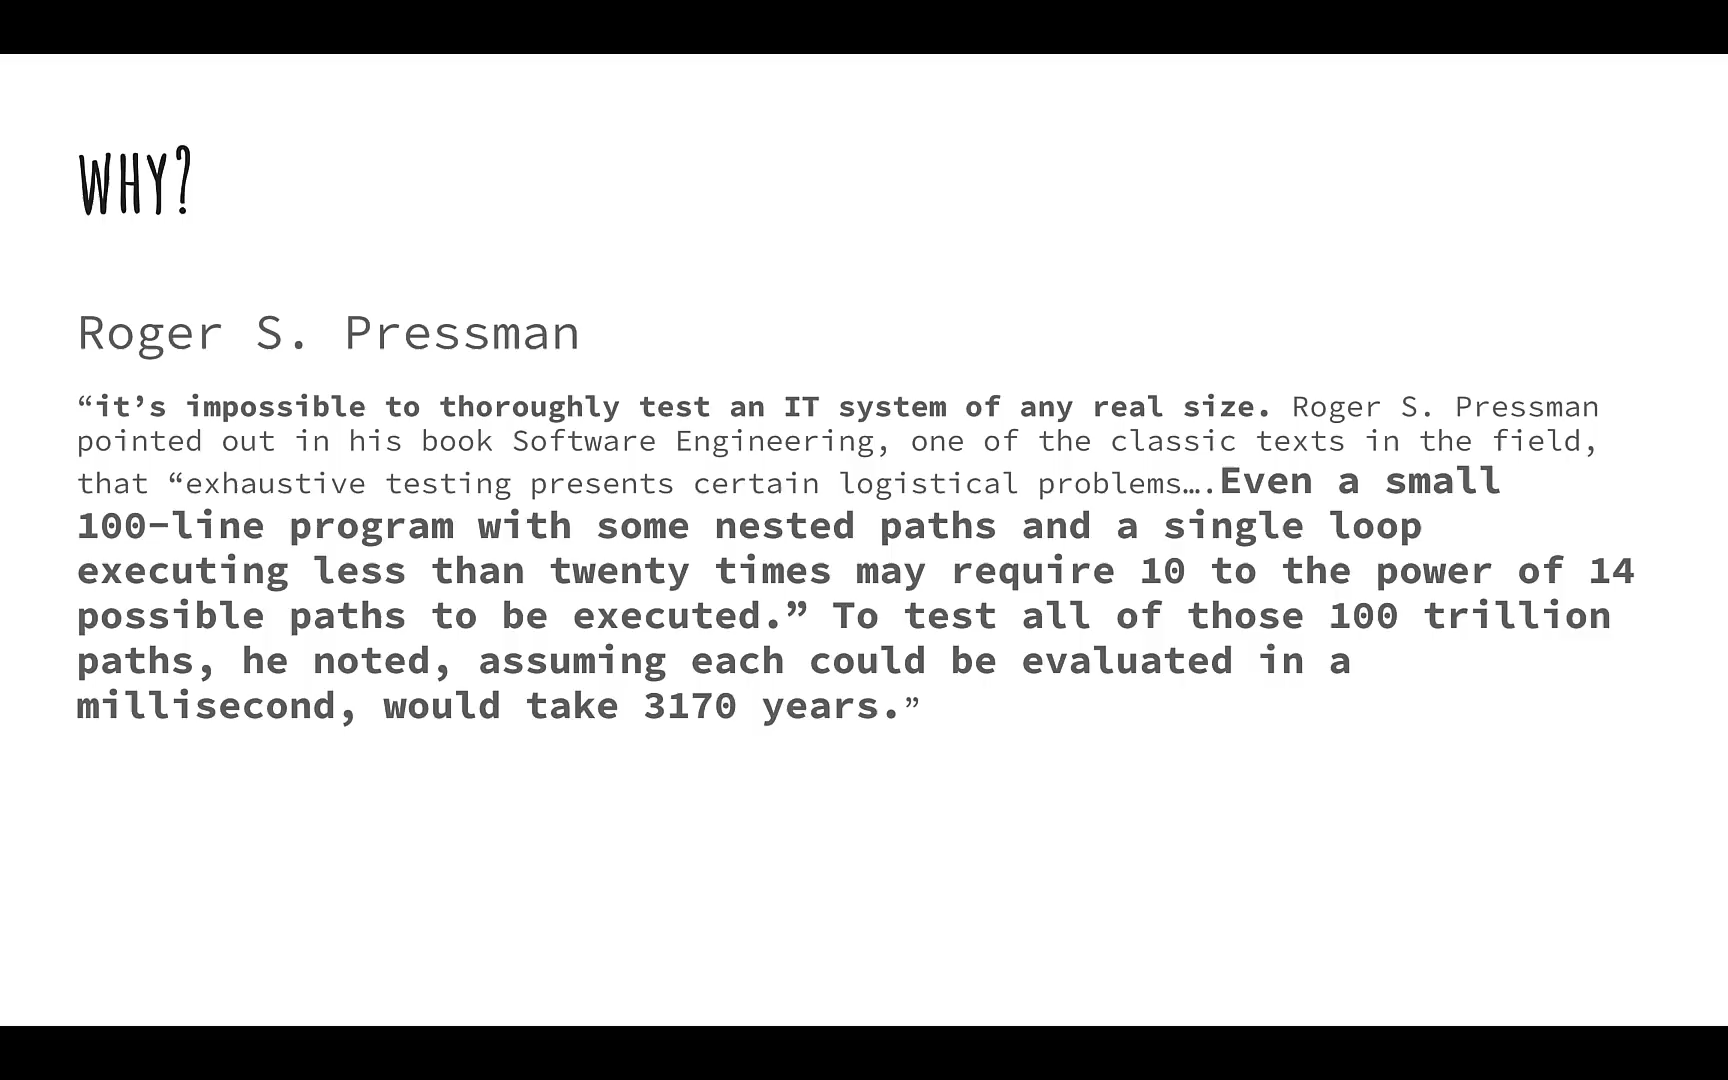 WHY?
Roger S. Pressman
“it’s impossible to thoroughly test an IT system of any real size. Roger S. Pressman
pointed out in his book Software Engineering, one of the classic texts in the field,
that “exhaustive testing presents certain logistical problems….Even a small
100-line program with some nested paths and a single loop
executing less than twenty times may require 10 to the power of 14
possible paths to be executed.” To test all of those 100 trillion
paths, he noted, assuming each could be evaluated in a
millisecond, would take 3170 years.”